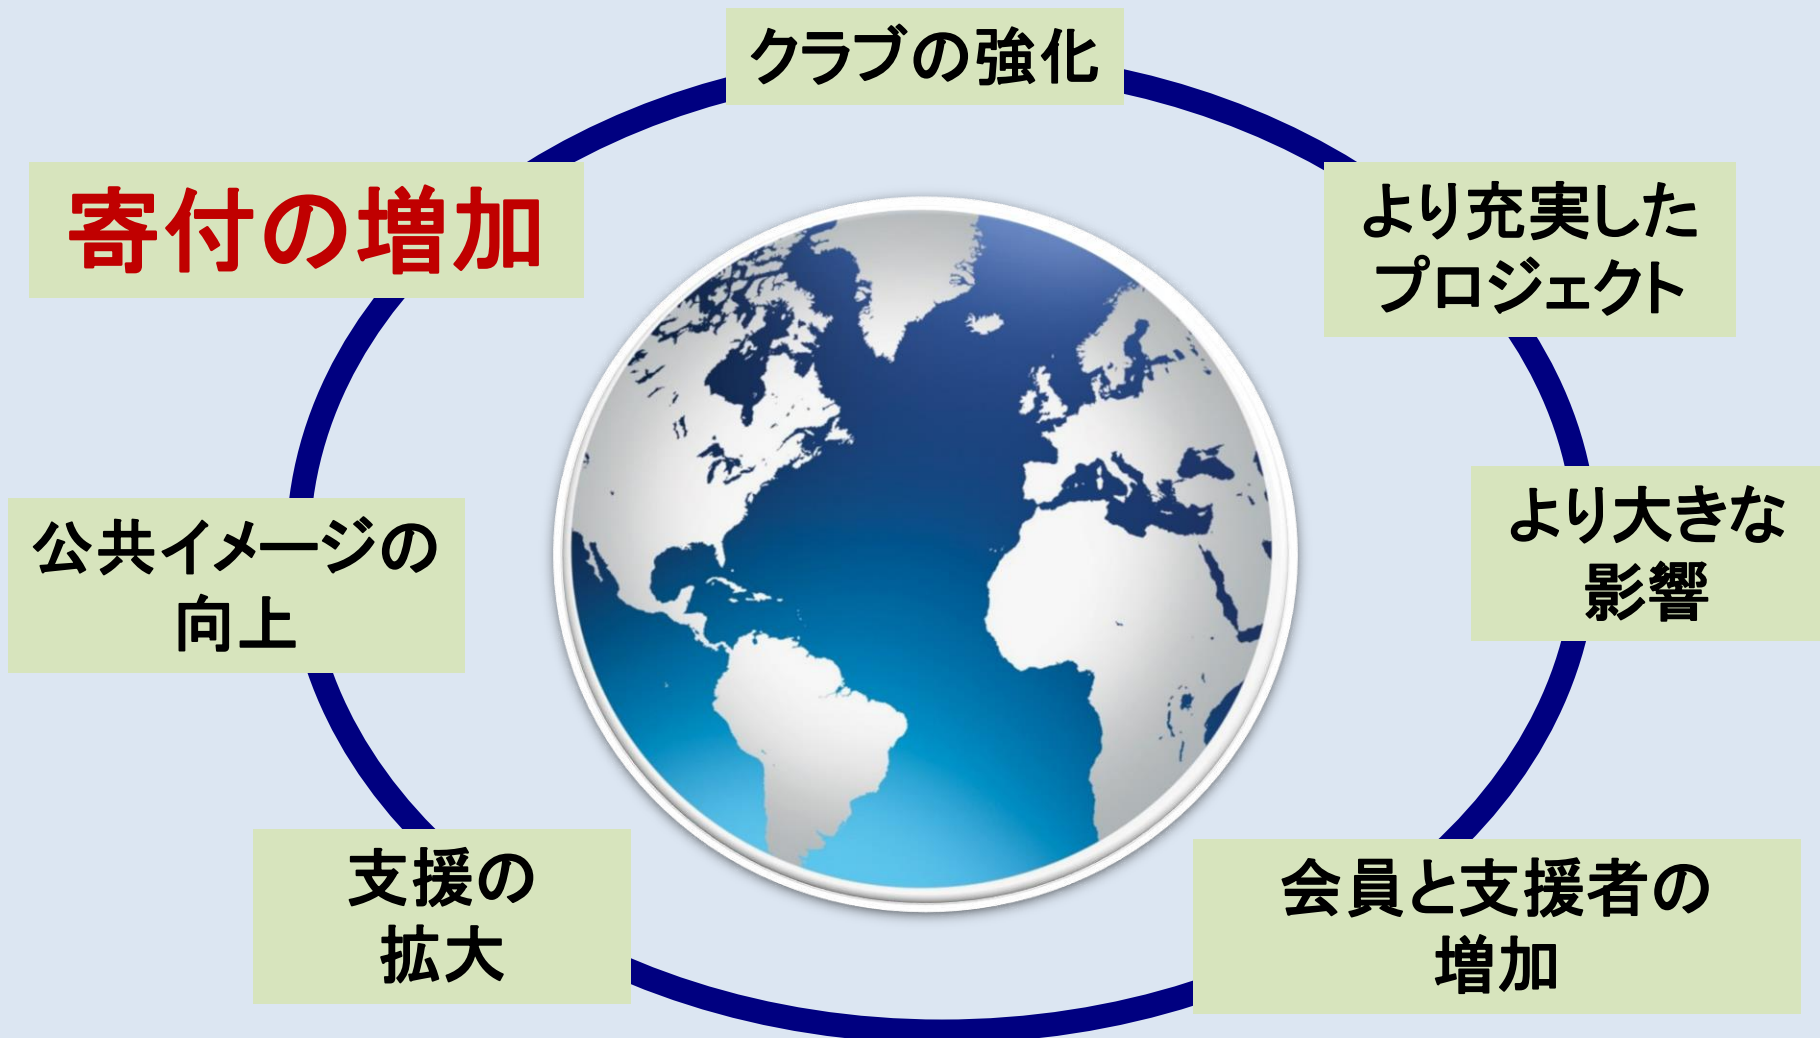 クラブの強化
寄付の増加
より充実した
プロジェクト
公共イメージの
向上
より大きな
影響
支援の
拡大
会員と支援者の
増加